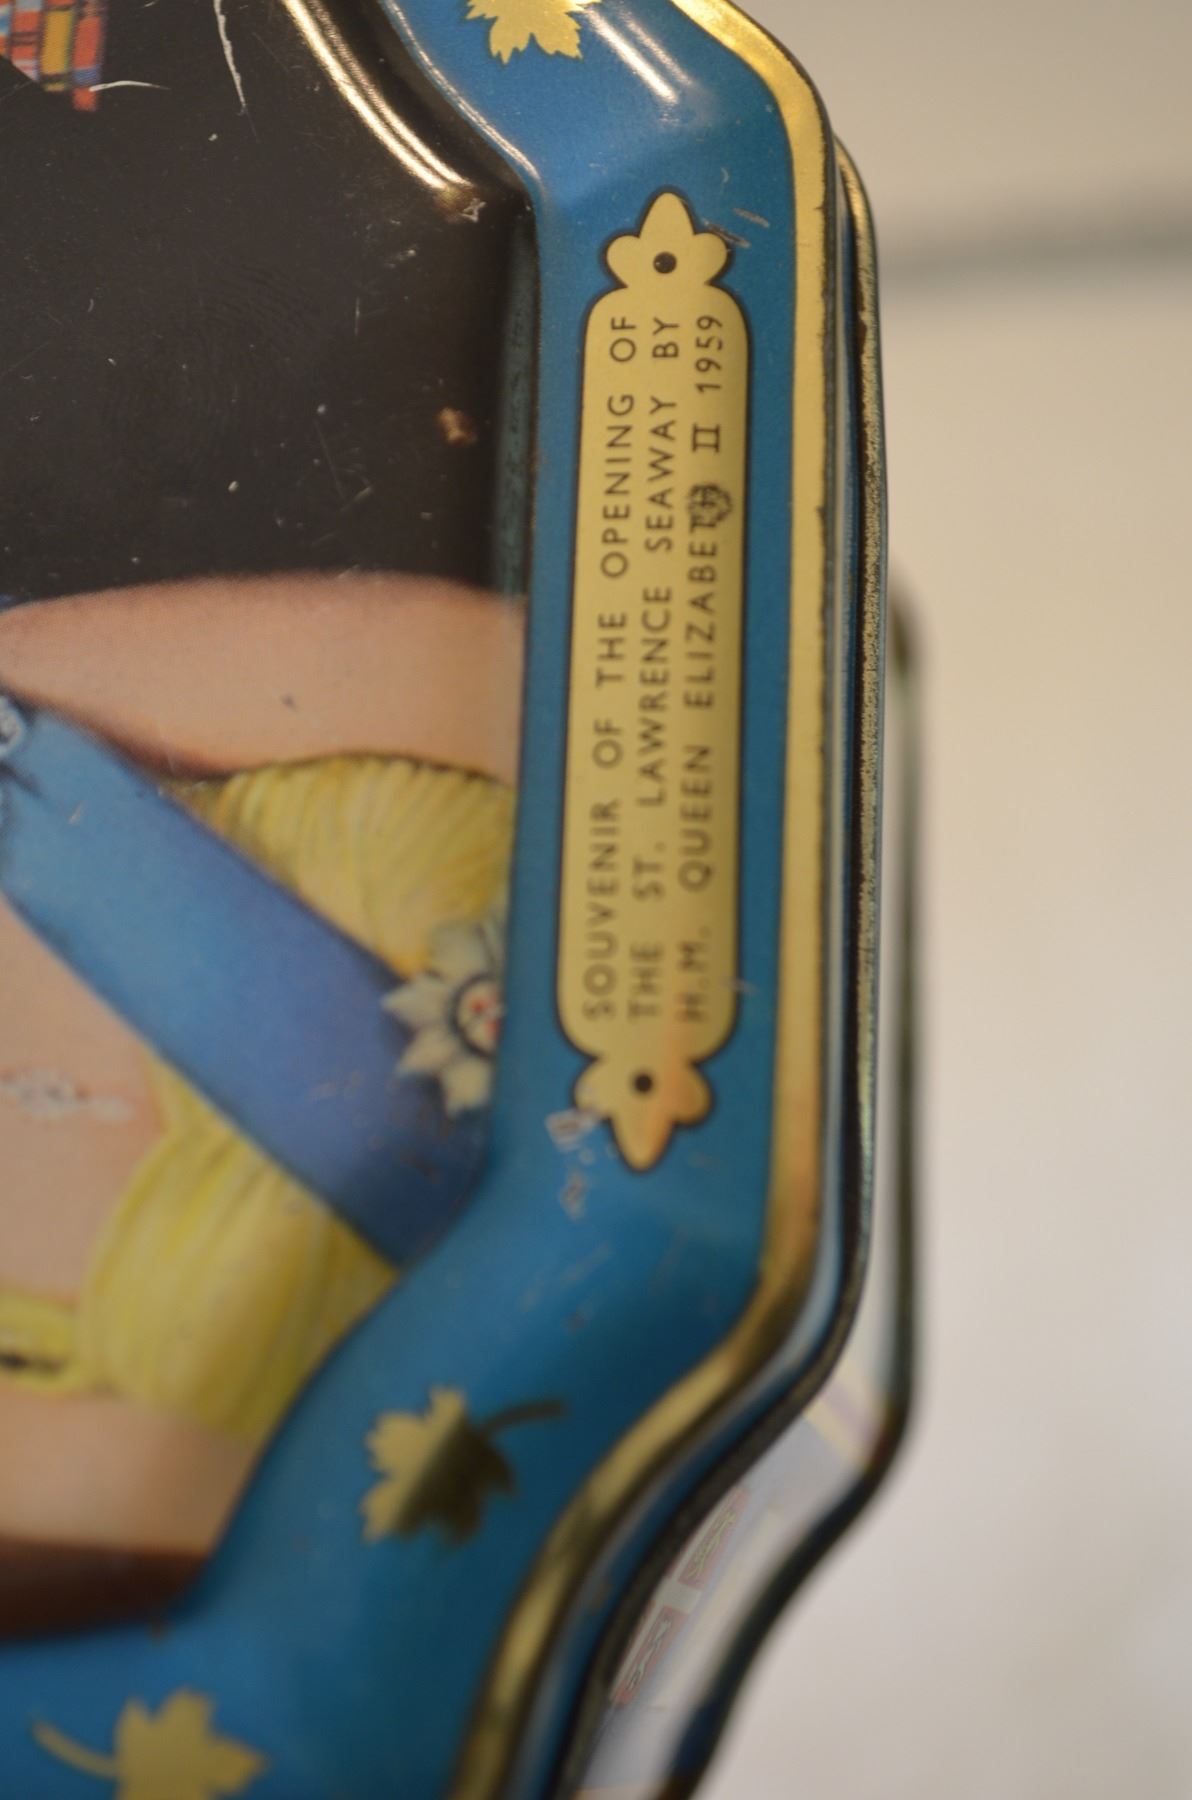 SOUVENIR OF THE OPENING OF
THE ST. LAWRENCE SEAWAY BY
H.M. QUEEN ELIZABETH II 1959